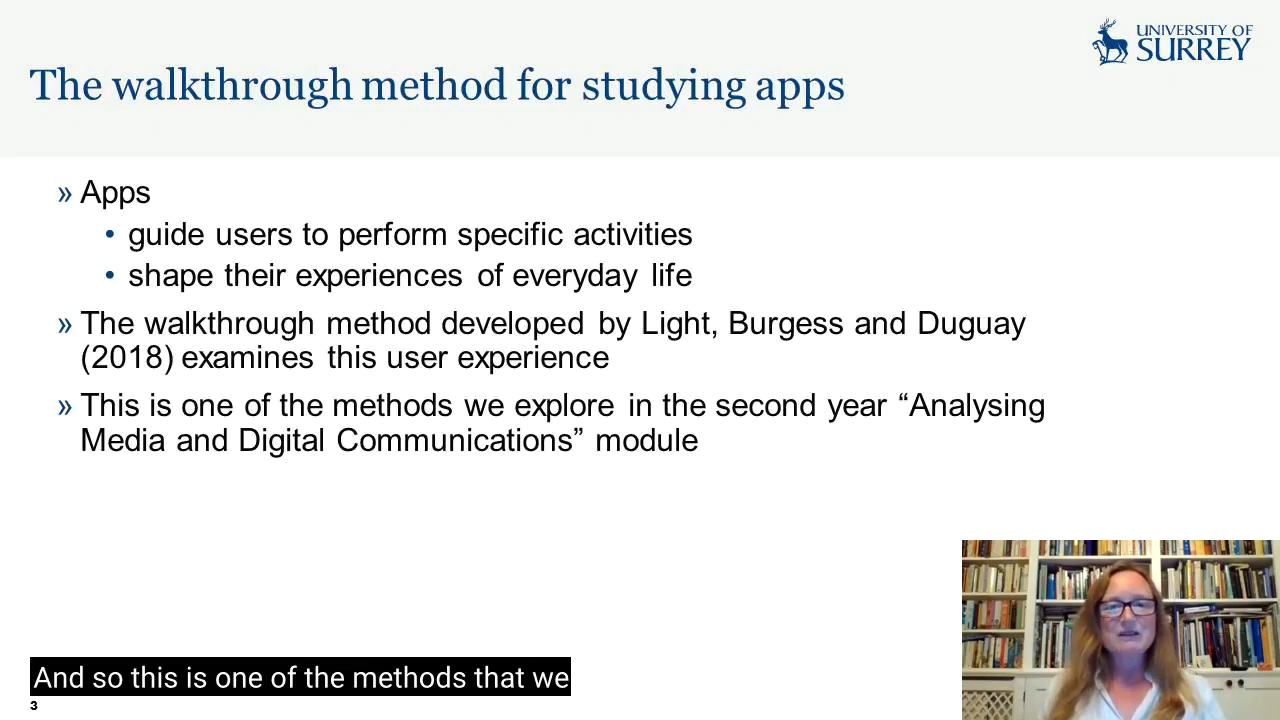 UNIVERSITY OF
SURREY
The walkthrough method for studying apps
» Apps
• guide users to perform specific activities
• shape their experiences of everyday life
» The walkthrough method developed by Light, Burgess and Duguay
(2018) examines this user experience
» This is one of the methods we explore in the second year “Analysing
Media and Digital Communications” module
And so this is one of the methods that we
3